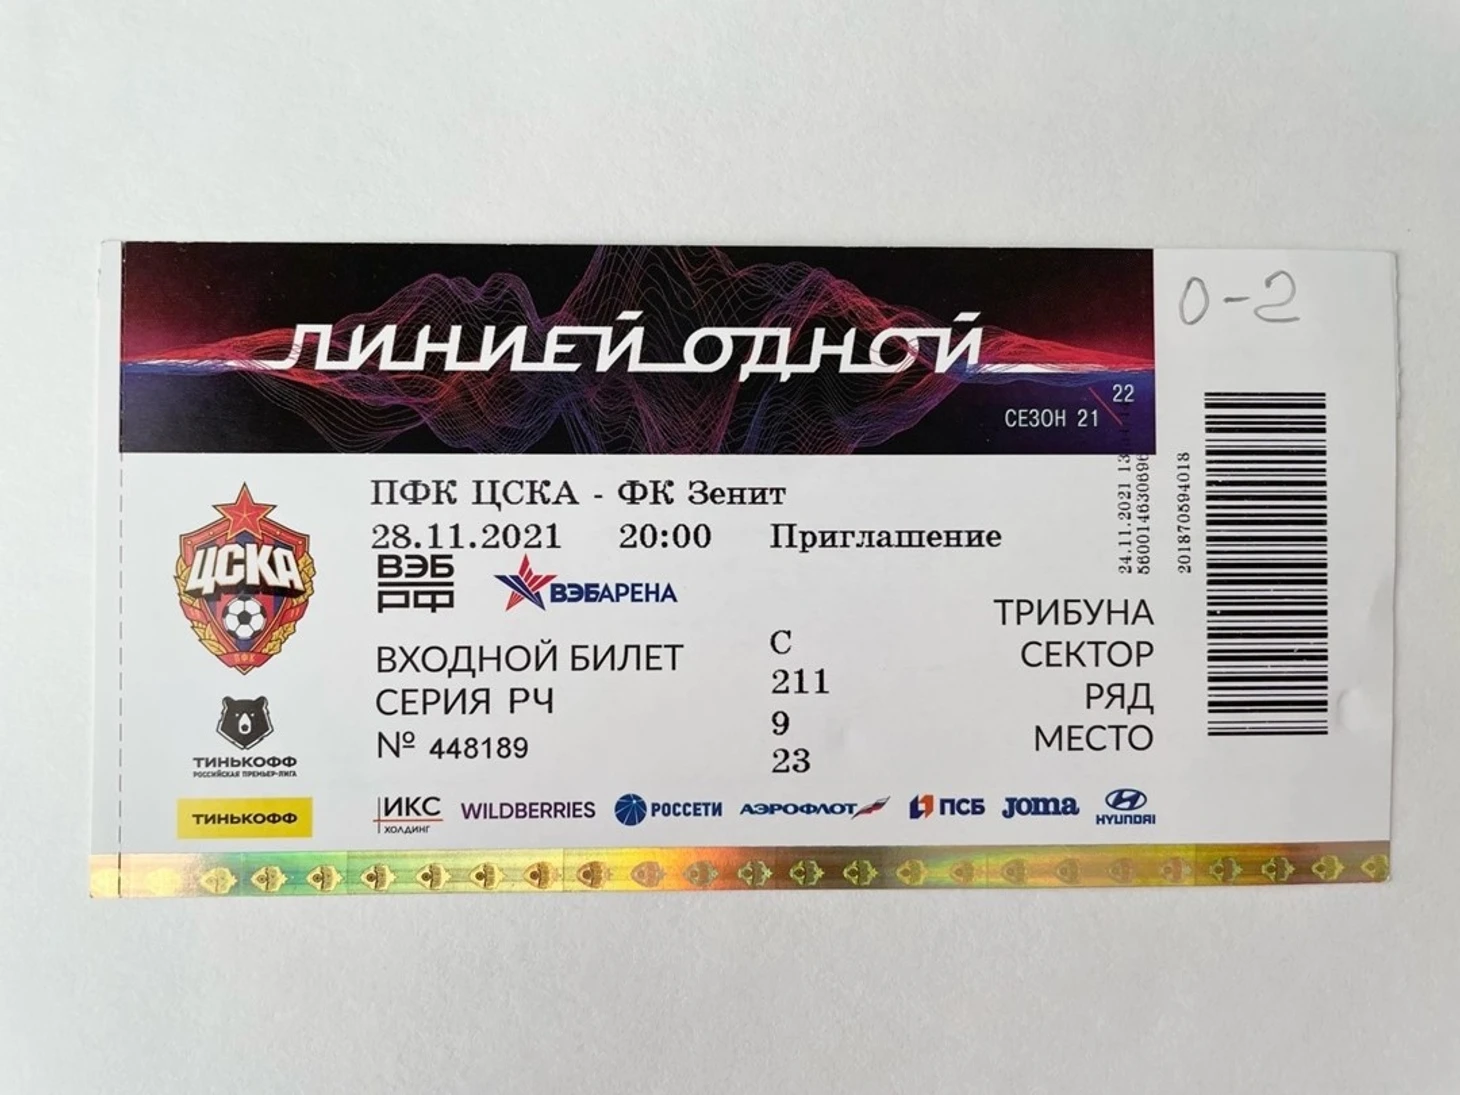 0-2
ЛИНИЕЙ ОДНОЙ
СЕЗОН 21 \ 22
ПФК ЦСКА - ФК Зенит
28.11.2021 20:00 Приглашение
ЦСКА
ПФК
ВЭБ
РФ
ВЭБАРЕНА
ВХОДНОЙ БИЛЕТ
СЕРИЯ РЧ
№ 448189
С
211
9
23
ТРИБУНА
СЕКТОР
РЯД
МЕСТО
24.11.2021 13
560014630696
201870594018
ТИНЬКОФФ
РОССИЙСКАЯ ПРЕМЬЕР-ЛИГА
ТИНЬКОФФ
ИКС
ХОЛДИНГ
WILDBERRIES
РОССЕТИ
АЭРОФЛОТ
ПСБ
Joma
HYUNDAI